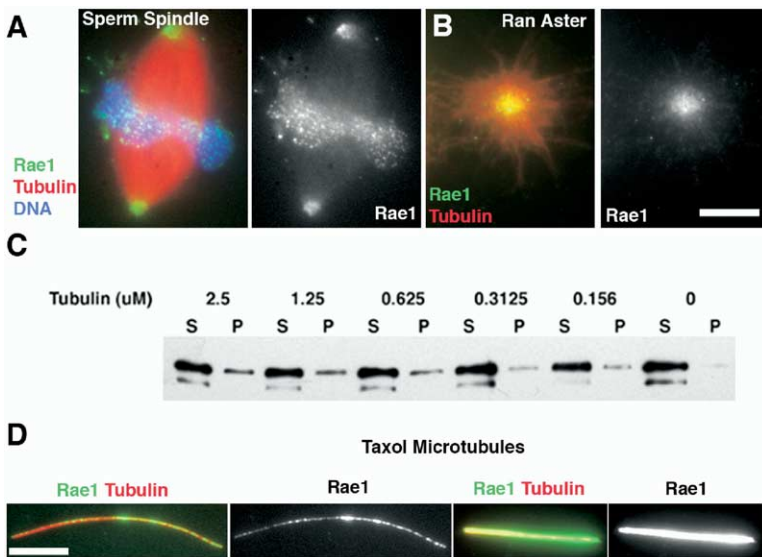 A
Sperm Spindle
Rae1
Tubulin
DNA
Rae1
B
Ran Aster
Rae1
Tubulin
Rae1
C
Tubulin (uM) 2.5 1.25 0.625 0.3125 0.156 0
S P S P S P S P S P S P
D
Taxol Microtubules
Rae1 Tubulin Rae1 Rae1 Tubulin Rae1